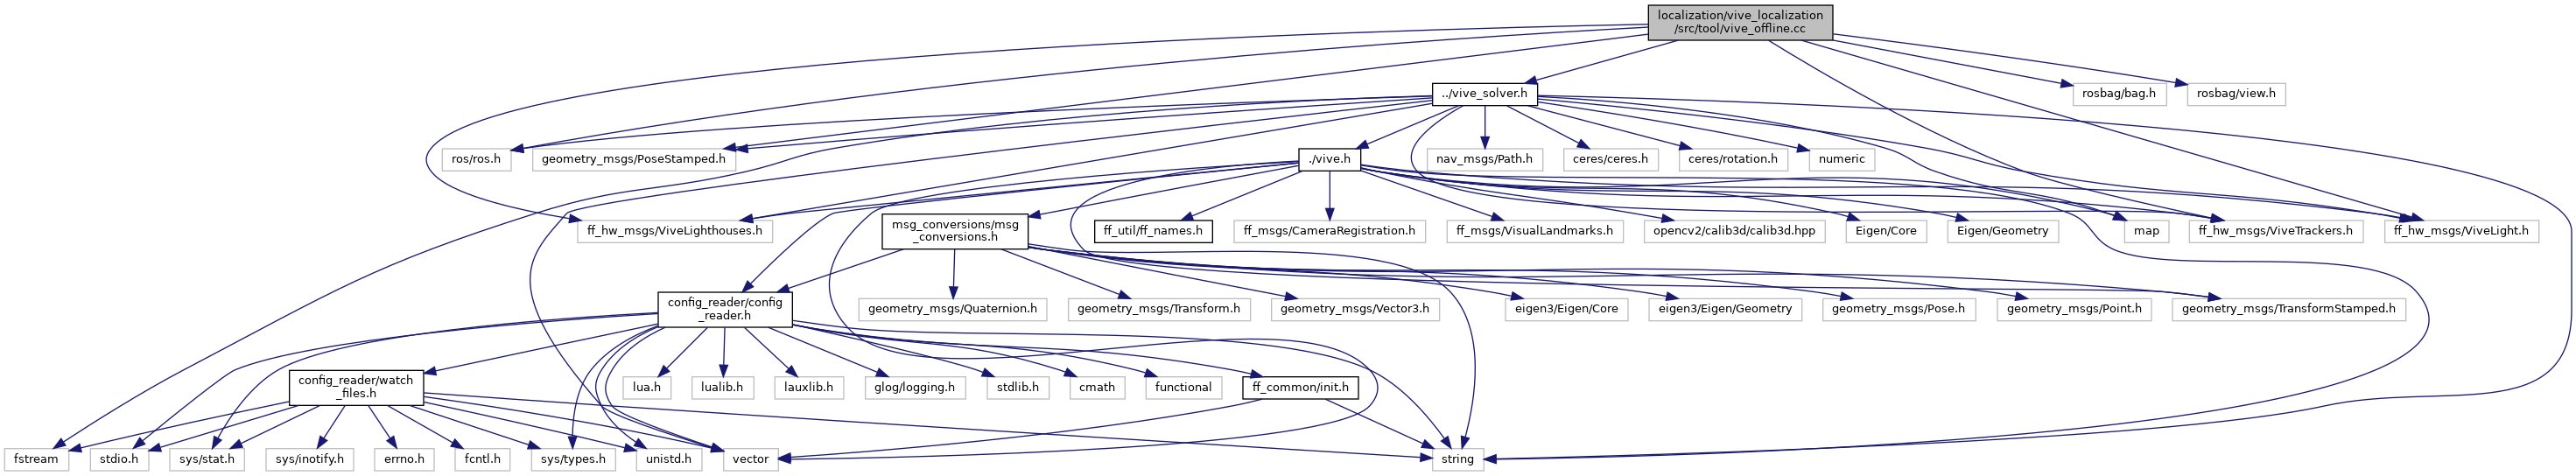 localization/vive_localization
/src/tool/vive_offline.cc
../vive_solver.h
rosbag/bag.h
rosbag/view.h
ros/ros.h
geometry_msgs/PoseStamped.h
./vive.h
nav_msgs/Path.h
ceres/ceres.h
ceres/rotation.h
numeric
ff_hw_msgs/ViveLighthouses.h
msg_conversions/msg
_conversions.h
ff_util/ff_names.h
ff_msgs/CameraRegistration.h
ff_msgs/VisualLandmarks.h
opencv2/calib3d/calib3d.hpp
Eigen/Core
Eigen/Geometry
map
ff_hw_msgs/ViveTrackers.h
ff_hw_msgs/ViveLight.h
config_reader/config
_reader.h
geometry_msgs/Quaternion.h
geometry_msgs/Transform.h
geometry_msgs/Vector3.h
eigen3/Eigen/Core
eigen3/Eigen/Geometry
geometry_msgs/Pose.h
geometry_msgs/Point.h
geometry_msgs/TransformStamped.h
config_reader/watch
_files.h
lua.h
lualib.h
lauxlib.h
glog/logging.h
stdlib.h
cmath
functional
ff_common/init.h
fstream
stdio.h
sys/stat.h
sys/inotify.h
errno.h
fcntl.h
sys/types.h
unistd.h
vector
string